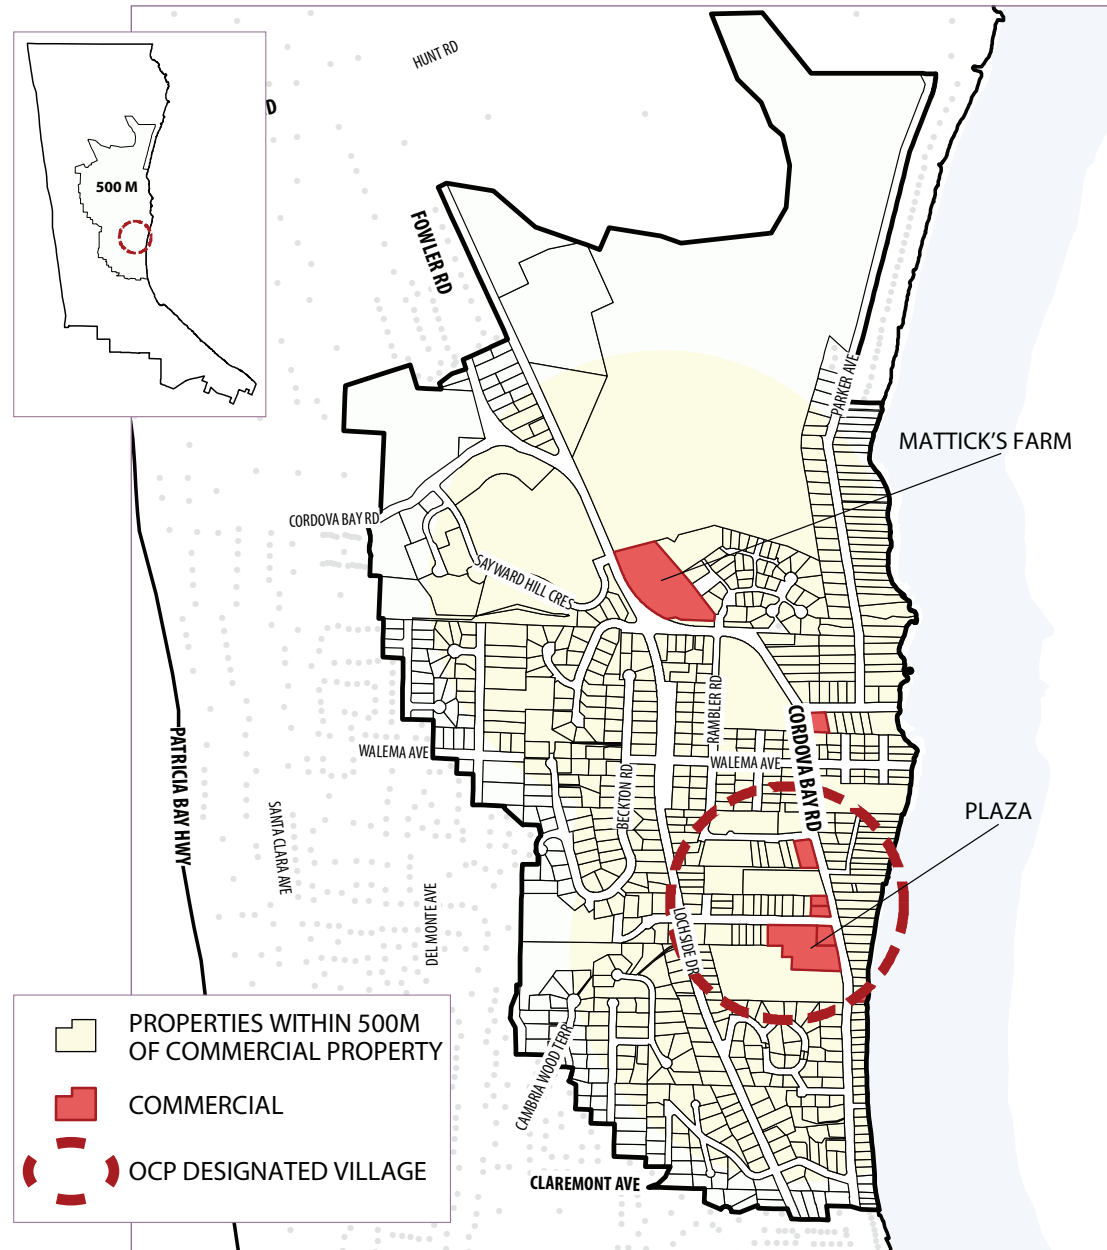 HUNT RD
D
500 M
FOWLER RD
PARKER AVE
MATTICK'S FARM
CORDOVA BAY RD
SAYWARD HILL CRES
RAMBLER RD
CORDOVA BAY RD
PATRICIA BAY HWY
WALEMA AVE
WALEMA AVE
BECKTON RD
SANTA CLARA AVE
PLAZA
DEL MONTE AVE
LOCHSIDE DR
CAMBRIA WOOD TERR
CLAREMONT AVE
PROPERTIES WITHIN 500M
OF COMMERCIAL PROPERTY
COMMERCIAL
OCP DESIGNATED VILLAGE